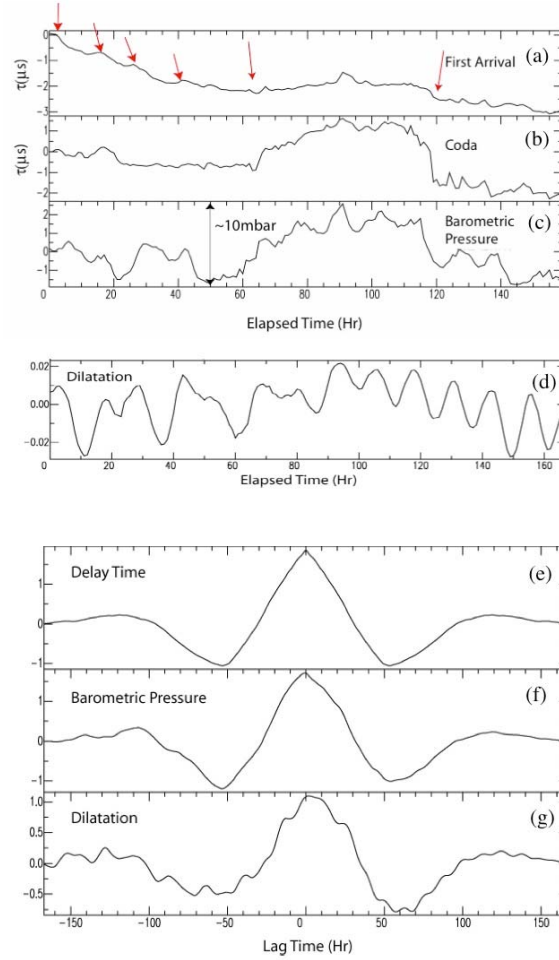 0
-1
-2
-3
τ(μs)
First Arrival
(a)
1
0
-1
-2
τ(μs)
Coda
(b)
2
1
0
-1
~10mbar
Barometric
Pressure
(c)
0 20 40 60 80 100 120 140
Elapsed Time (Hr)
0.02
0.00
-0.02
Dilatation
(d)
0 20 40 60 80 100 120 140 160
Elapsed Time (Hr)
1
0
-1
Delay Time
(e)
1
0
-1
Barometric Pressure
(f)
1.0
0.5
0.0
-0.5
Dilatation
(g)
-150 -100 -50 0 50 100 150
Lag Time (Hr)